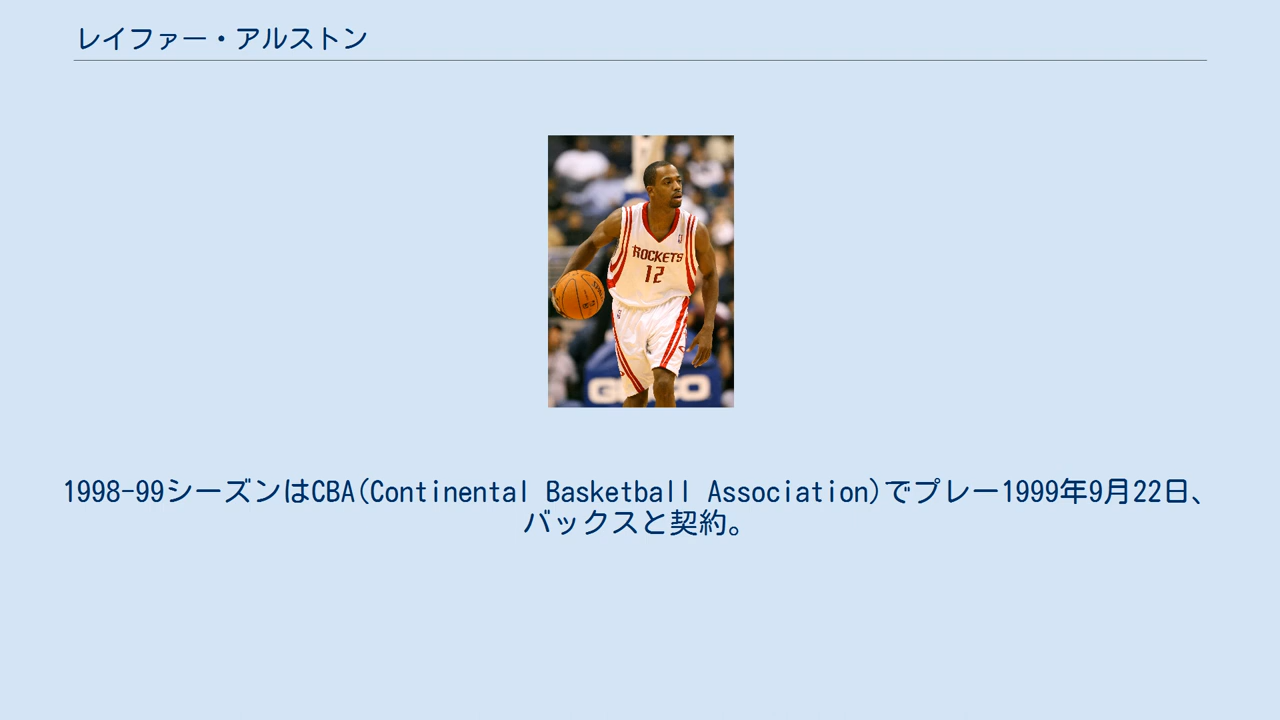 レイファー・アルストン
ROCKETS
12
1998-99シーズンはCBA(Continental Basketball Association)でプレー1999年9月22日、
バックスと契約。